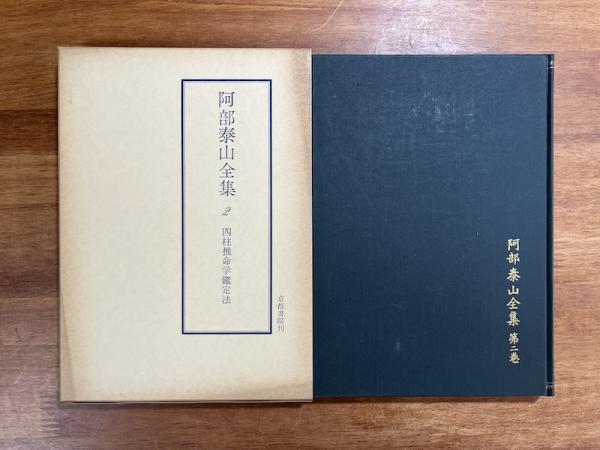 阿部泰山全集 2 四柱推命学鑑定法
京都書院刊
阿部泰山全集 第二巻